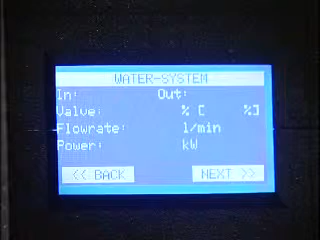 WATER-SYSTEM
In: Out:
Valve: % [ %]
Flowrate: l/min
Power: kW
<< BACK NEXT >>